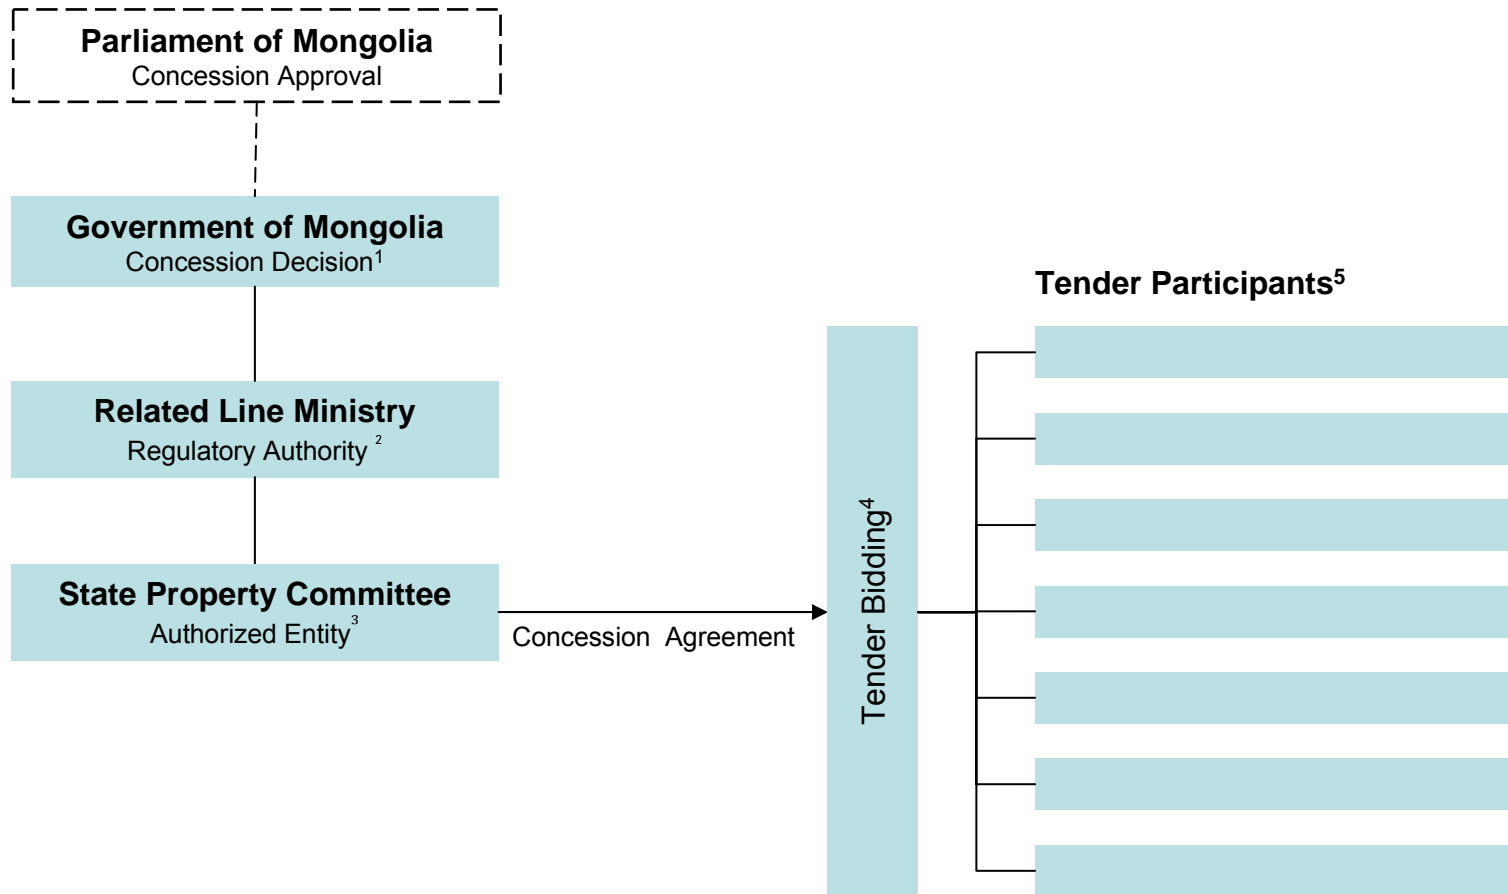 Parliament of Mongolia
Concession Approval
Government of Mongolia
Concession Decision¹
Related Line Ministry
Regulatory Authority ²
State Property Committee
Authorized Entity³
Concession Agreement
Tender Bidding⁴
Tender Participants⁵